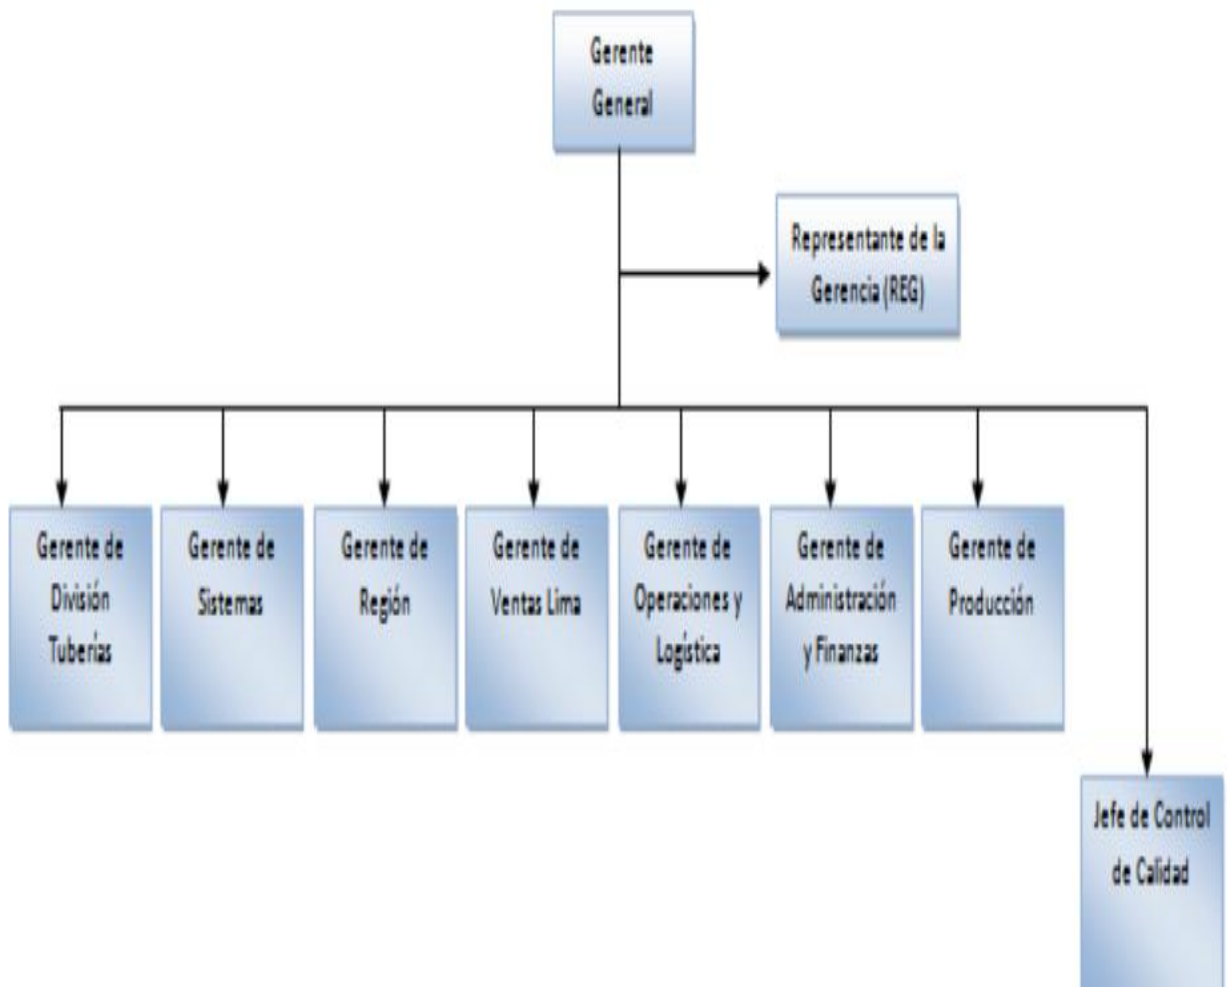 Gerente
General
Representante de la
Gerencia (REG)
Gerente de
División
Tuberías
Gerente de
Sistemas
Gerente de
Región
Gerente de
Ventas Lima
Gerente de
Operaciones y
Logística
Gerente de
Administración
y Finanzas
Gerente de
Producción
Jefe de Control
de Calidad